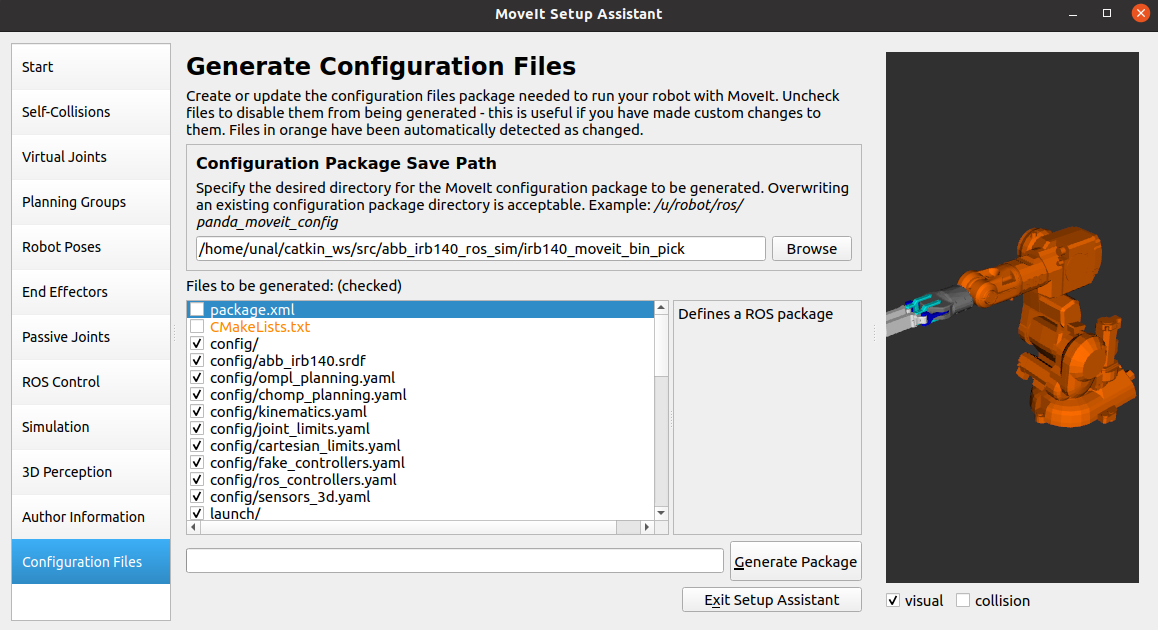 MoveIt Setup Assistant
Start
Self-Collisions
Virtual Joints
Planning Groups
Robot Poses
End Effectors
Passive Joints
ROS Control
Simulation
3D Perception
Author Information
Configuration Files
Generate Configuration Files
Create or update the configuration files package needed to run your robot with MoveIt. Uncheck
files to disable them from being generated - this is useful if you have made custom changes to
them. Files in orange have been automatically detected as changed.
Configuration Package Save Path
Specify the desired directory for the MoveIt configuration package to be generated. Overwriting
an existing configuration package directory is acceptable. Example: /u/robot/ros/
panda_moveit_config
/home/unal/catkin_ws/src/abb_irb140_ros_sim/irb140_moveit_bin_pick
Browse
Files to be generated: (checked)
package.xml
CMakeLists.txt
config/
config/abb_irb140.srdf
config/ompl_planning.yaml
config/chomp_planning.yaml
config/kinematics.yaml
config/joint_limits.yaml
config/cartesian_limits.yaml
config/fake_controllers.yaml
config/ros_controllers.yaml
config/sensors_3d.yaml
launch/
Defines a ROS package
Generate Package
Exit Setup Assistant
visual
collision